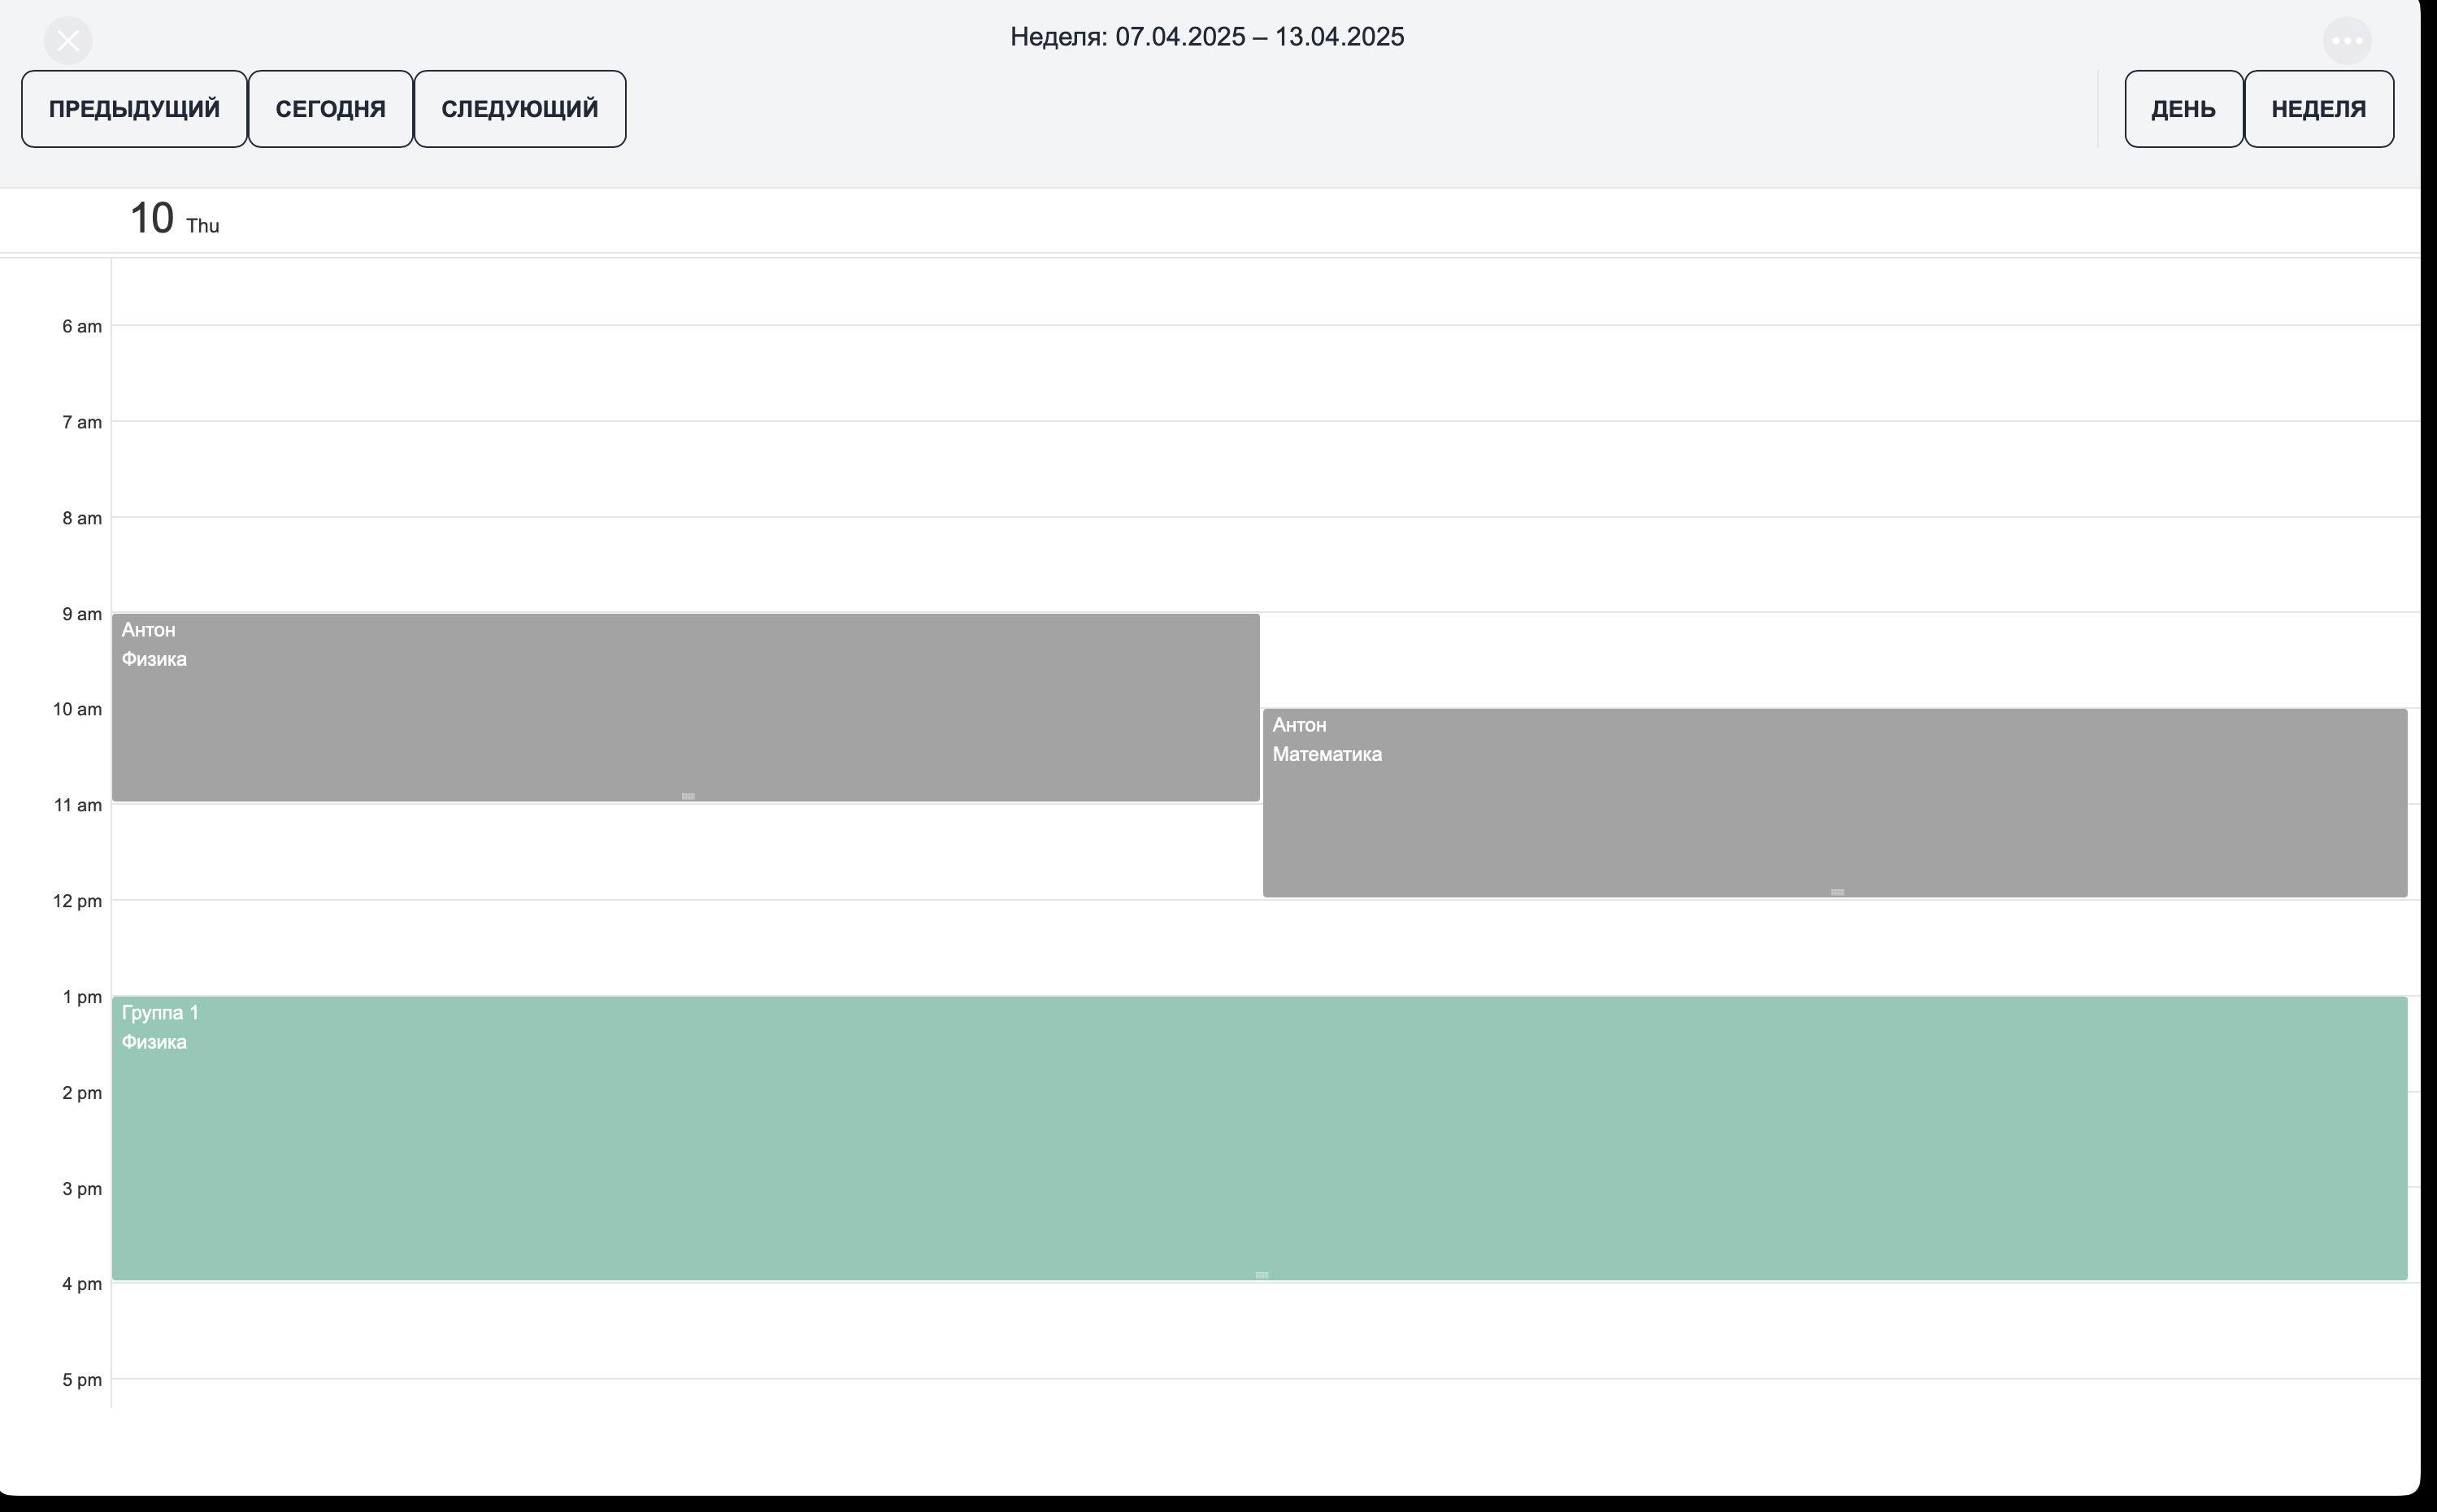 Неделя: 07.04.2025 – 13.04.2025
ПРЕДЫДУЩИЙ СЕГОДНЯ СЛЕДУЮЩИЙ ДЕНЬ НЕДЕЛЯ
10 Thu
6 am
7 am
8 am
9 am
Антон
Физика
10 am
Антон
Математика
11 am
12 pm
1 pm
Группа 1
Физика
2 pm
3 pm
4 pm
5 pm